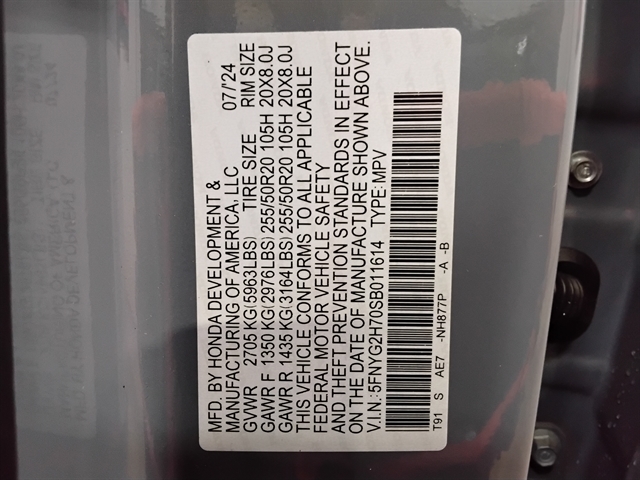 MFD. BY HONDA DEVELOPMENT &
MANUFACTURING OF AMERICA, LLC 07/'24
GVWR 2705 KG(5963LBS) TIRE SIZE RIM SIZE
GAWR F 1350 KG(2976LBS) 255/50R20 105H 20X8.0J
GAWR R 1435 KG(3164LBS) 255/50R20 105H 20X8.0J
THIS VEHICLE CONFORMS TO ALL APPLICABLE
FEDERAL MOTOR VEHICLE SAFETY
AND THEFT PREVENTION STANDARDS IN EFFECT
ON THE DATE OF MANUFACTURE SHOWN ABOVE.
V.I.N.: 5FNYG2H70SB011614 TYPE: MPV
T91 S AE7 -NH877P -A -B